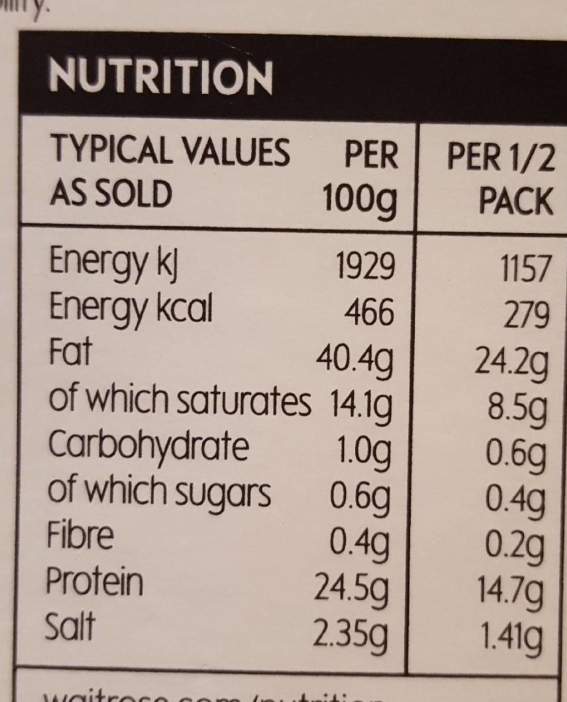 NUTRITION
TYPICAL VALUES PER PER 1/2
AS SOLD 100g PACK
Energy kJ 1929 1157
Energy kcal 466 279
Fat 40.4g 24.2g
of which saturates 14.1g 8.5g
Carbohydrate 1.0g 0.6g
of which sugars 0.6g 0.4g
Fibre 0.4g 0.2g
Protein 24.5g 14.7g
Salt 2.35g 1.41g
waitrose.com/nutrition